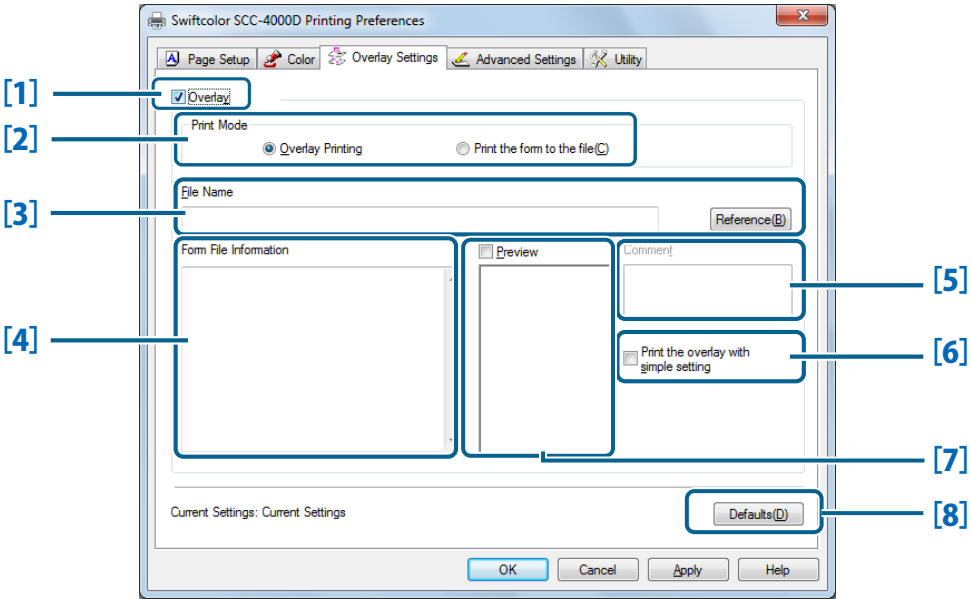 Swiftcolor SCC-4000D Printing Preferences
Page Setup Color Overlay Settings Advanced Settings Utility
[1] Overlay
[2] Print Mode
Overlay Printing Print the form to the file(C)
[3] File Name
Reference(B)
[4] Form File Information
Preview
Comment
[5]
[6] Print the overlay with
simple setting
[7]
Current Settings: Current Settings
Defaults(D) [8]
OK Cancel Apply Help